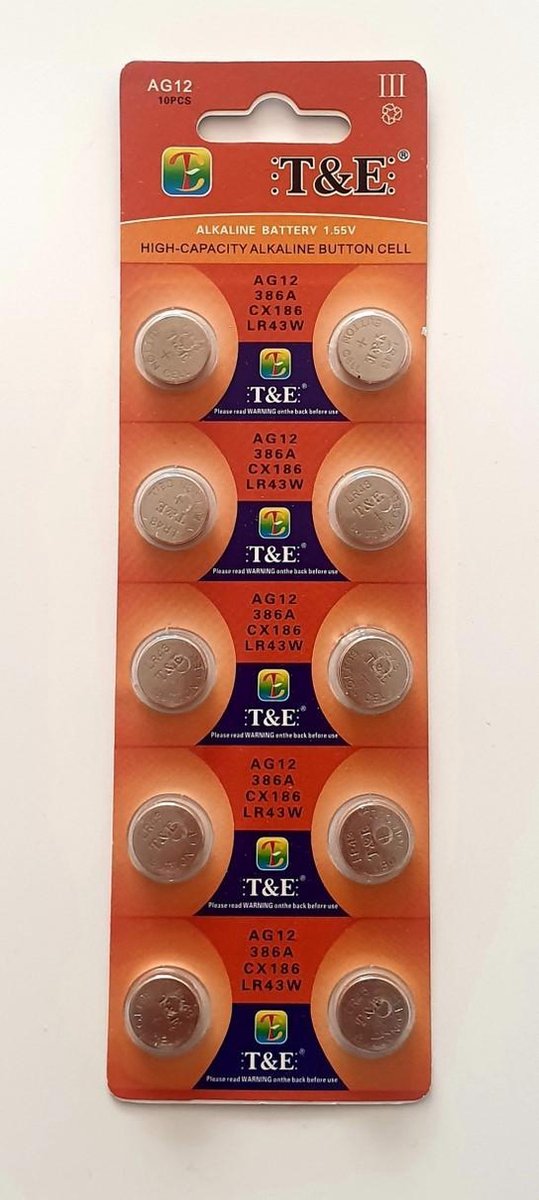 AG12
10PCS
III
T&E®
ALKALINE BATTERY 1.55V
HIGH-CAPACITY ALKALINE BUTTON CELL
AG12
386A
CX186
LR43W
T&E®
Please read WARNING onthe back before use
AG12
386A
CX186
LR43W
LR43
T&E
T&E®
Please read WARNING onthe back before use
AG12
386A
CX186
LR43W
LR43
T&E
T&E®
Please read WARNING onthe back before use
AG12
386A
CX186
LR43W
T&E
T&E®
Please read WARNING onthe back before use
AG12
386A
CX186
LR43W
T&E®
Please read WARNING onthe back before use